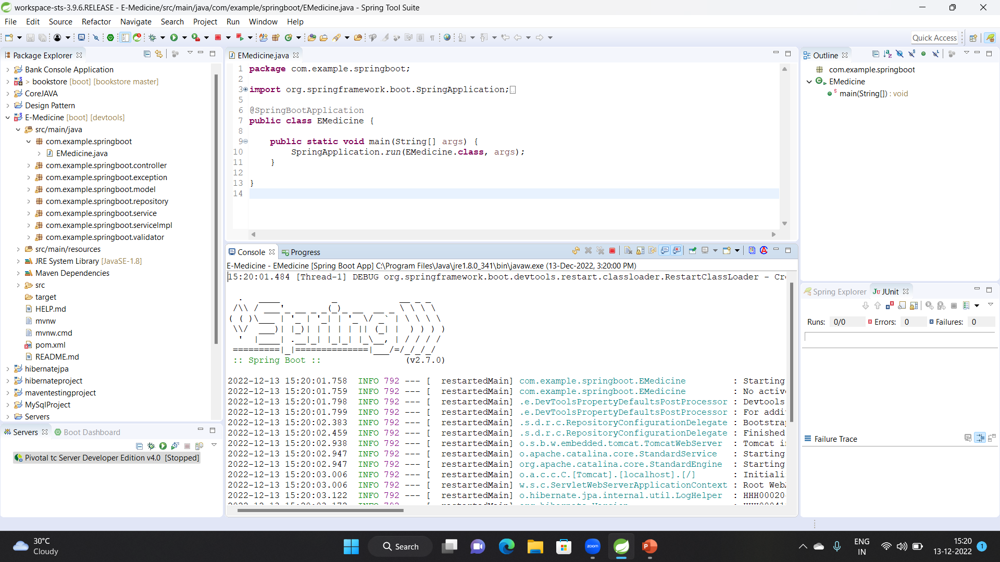 workspace-sts-3.9.6.RELEASE - E-Medicine/src/main/java/com/example/springboot/EMedicine.java - Spring Tool Suite
File Edit Source Refactor Navigate Search Project Run Window Help
Quick Access
Package Explorer
Bank Console Application
> bookstore [boot] [bookstore master]
CoreJAVA
Design Pattern
E-Medicine [boot] [devtools]
src/main/java
com.example.springboot
EMedicine.java
com.example.springboot.controller
com.example.springboot.exception
com.example.springboot.model
com.example.springboot.repository
com.example.springboot.service
com.example.springboot.serviceImpl
com.example.springboot.validator
src/main/resources
JRE System Library [JavaSE-1.8]
Maven Dependencies
src
target
HELP.md
mvnw
mvnw.cmd
pom.xml
README.md
hibernatejpa
hibernateproject
maventestingproject
MySqlProject
Servers
Servers Boot Dashboard
Pivotal tc Server Developer Edition v4.0 [Stopped]
EMedicine.java
1 package com.example.springboot;
2
3 import org.springframework.boot.SpringApplication;
5
6 @SpringBootApplication
7 public class EMedicine {
8
9 public static void main(String[] args) {
10 SpringApplication.run(EMedicine.class, args);
11 }
12
13 }
14
Console Progress
E-Medicine - EMedicine [Spring Boot App] C:\Program Files\Java\jre1.8.0_341\bin\javaw.exe (13-Dec-2022, 3:20:00 PM)
15:20:01.484 [Thread-1] DEBUG org.springframework.boot.devtools.restart.classloader.RestartClassLoader - Cre
  .   ____          _            __ _ _
 /\\ / ___'_ __ _ _(_)_ __  __ _ \ \ \ \
( ( )\___ | '_ | '_| | '_ \/ _` | \ \ \ \
 \\/  ___)| |_)| | | | | || (_| |  ) ) ) )
  '  |____| .__|_| |_|_| |_\__, | / / / /
 =========|_|==============|___/=/_/_/_/
:: Spring Boot :: (v2.7.0)
2022-12-13 15:20:01.758 INFO 792 --- [ restartedMain] com.example.springboot.EMedicine : Starting
2022-12-13 15:20:01.759 INFO 792 --- [ restartedMain] com.example.springboot.EMedicine : No active
2022-12-13 15:20:01.798 INFO 792 --- [ restartedMain] .e.DevToolsPropertyDefaultsPostProcessor : Devtools
2022-12-13 15:20:01.799 INFO 792 --- [ restartedMain] .e.DevToolsPropertyDefaultsPostProcessor : For addi
2022-12-13 15:20:02.383 INFO 792 --- [ restartedMain] .s.d.r.c.RepositoryConfigurationDelegate : Bootstrap
2022-12-13 15:20:02.459 INFO 792 --- [ restartedMain] .s.d.r.c.RepositoryConfigurationDelegate : Finished
2022-12-13 15:20:02.938 INFO 792 --- [ restartedMain] o.s.b.w.embedded.tomcat.TomcatWebServer : Tomcat i
2022-12-13 15:20:02.947 INFO 792 --- [ restartedMain] o.apache.catalina.core.StandardService : Starting
2022-12-13 15:20:02.947 INFO 792 --- [ restartedMain] org.apache.catalina.core.StandardEngine : Starting
2022-12-13 15:20:03.006 INFO 792 --- [ restartedMain] o.a.c.c.C.[Tomcat].[localhost].[/] : Initiali
2022-12-13 15:20:03.006 INFO 792 --- [ restartedMain] w.s.c.ServletWebServerApplicationContext : Root Web
2022-12-13 15:20:03.122 INFO 792 --- [ restartedMain] o.hibernate.jpa.internal.util.LogHelper : HHH00020
Outline
com.example.springboot
EMedicine
main(String[]) : void
Spring Explorer JUnit
Runs: 0/0 Errors: 0 Failures: 0
Failure Trace
30°C
Cloudy
Search
zoom
ENG
IN
15:20
13-12-2022
1